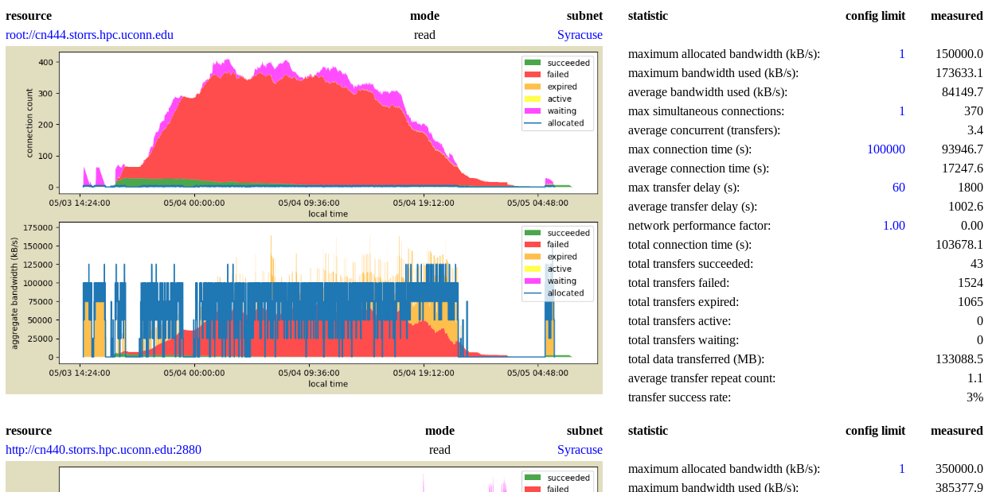 resource mode subnet
root://cn444.storrs.hpc.uconn.edu read Syracuse
400
300
200
100
0
connection count
succeeded
failed
expired
active
waiting
allocated
05/03 14:24:00 05/04 00:00:00 05/04 09:36:00 05/04 19:12:00 05/05 04:48:00
local time
175000
150000
125000
100000
75000
50000
25000
0
aggregate bandwidth (kB/s)
succeeded
failed
expired
active
waiting
allocated
05/03 14:24:00 05/04 00:00:00 05/04 09:36:00 05/04 19:12:00 05/05 04:48:00
local time
statistic config limit measured
maximum allocated bandwidth (kB/s): 1 150000.0
maximum bandwidth used (kB/s): 173633.1
average bandwidth used (kB/s): 84149.7
max simultaneous connections: 1 370
average concurrent (transfers): 3.4
max connection time (s): 100000 93946.7
average connection time (s): 17247.6
max transfer delay (s): 60 1800
average transfer delay (s): 1002.6
network performance factor: 1.00 0.00
total connection time (s): 103678.1
total transfers succeeded: 43
total transfers failed: 1524
total transfers expired: 1065
total transfers active: 0
total transfers waiting: 0
total data transferred (MB): 133088.5
average transfer repeat count: 1.1
transfer success rate: 3%
resource mode subnet
http://cn440.storrs.hpc.uconn.edu:2880 read Syracuse
succeeded
failed
statistic config limit measured
maximum allocated bandwidth (kB/s): 1 350000.0
maximum bandwidth used (kB/s): 385377.9